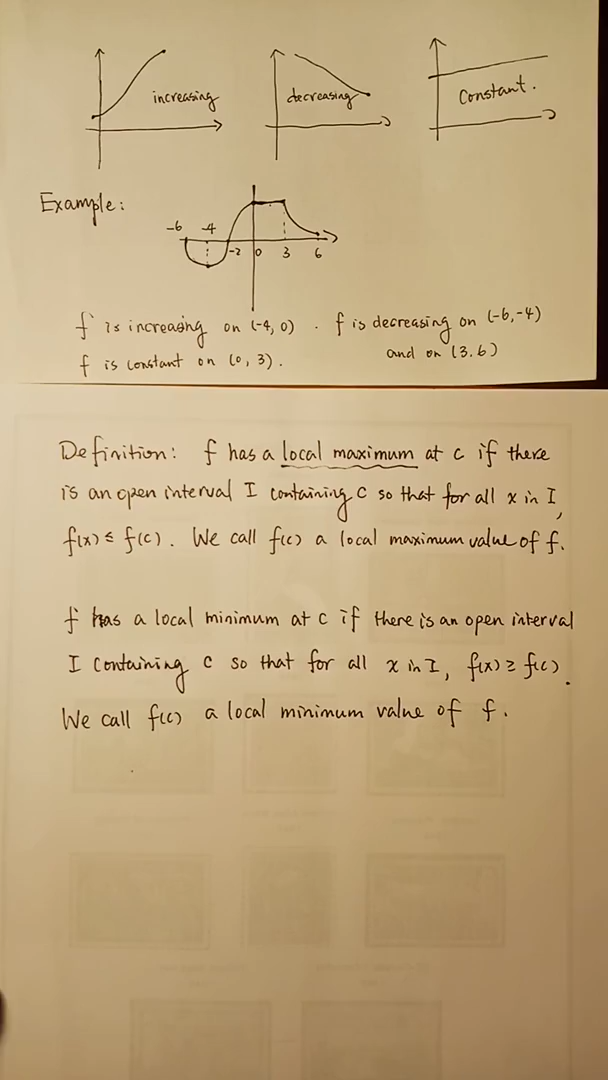 increasing
decreasing
Constant.
Example:
-6 -4 -2 0 3 6
f is increasing on (-4, 0). f is decreasing on (-6,-4)
f is constant on (0, 3). and on (3.6)
Definition: f has a local maximum at c if there
is an open interval I containing c so that for all x in I,
f(x) ≤ f(c). We call f(c) a local maximum value of f.
f has a local minimum at c if there is an open interval
I containing c so that for all x in I, f(x) ≥ f(c).
We call f(c) a local minimum value of f.